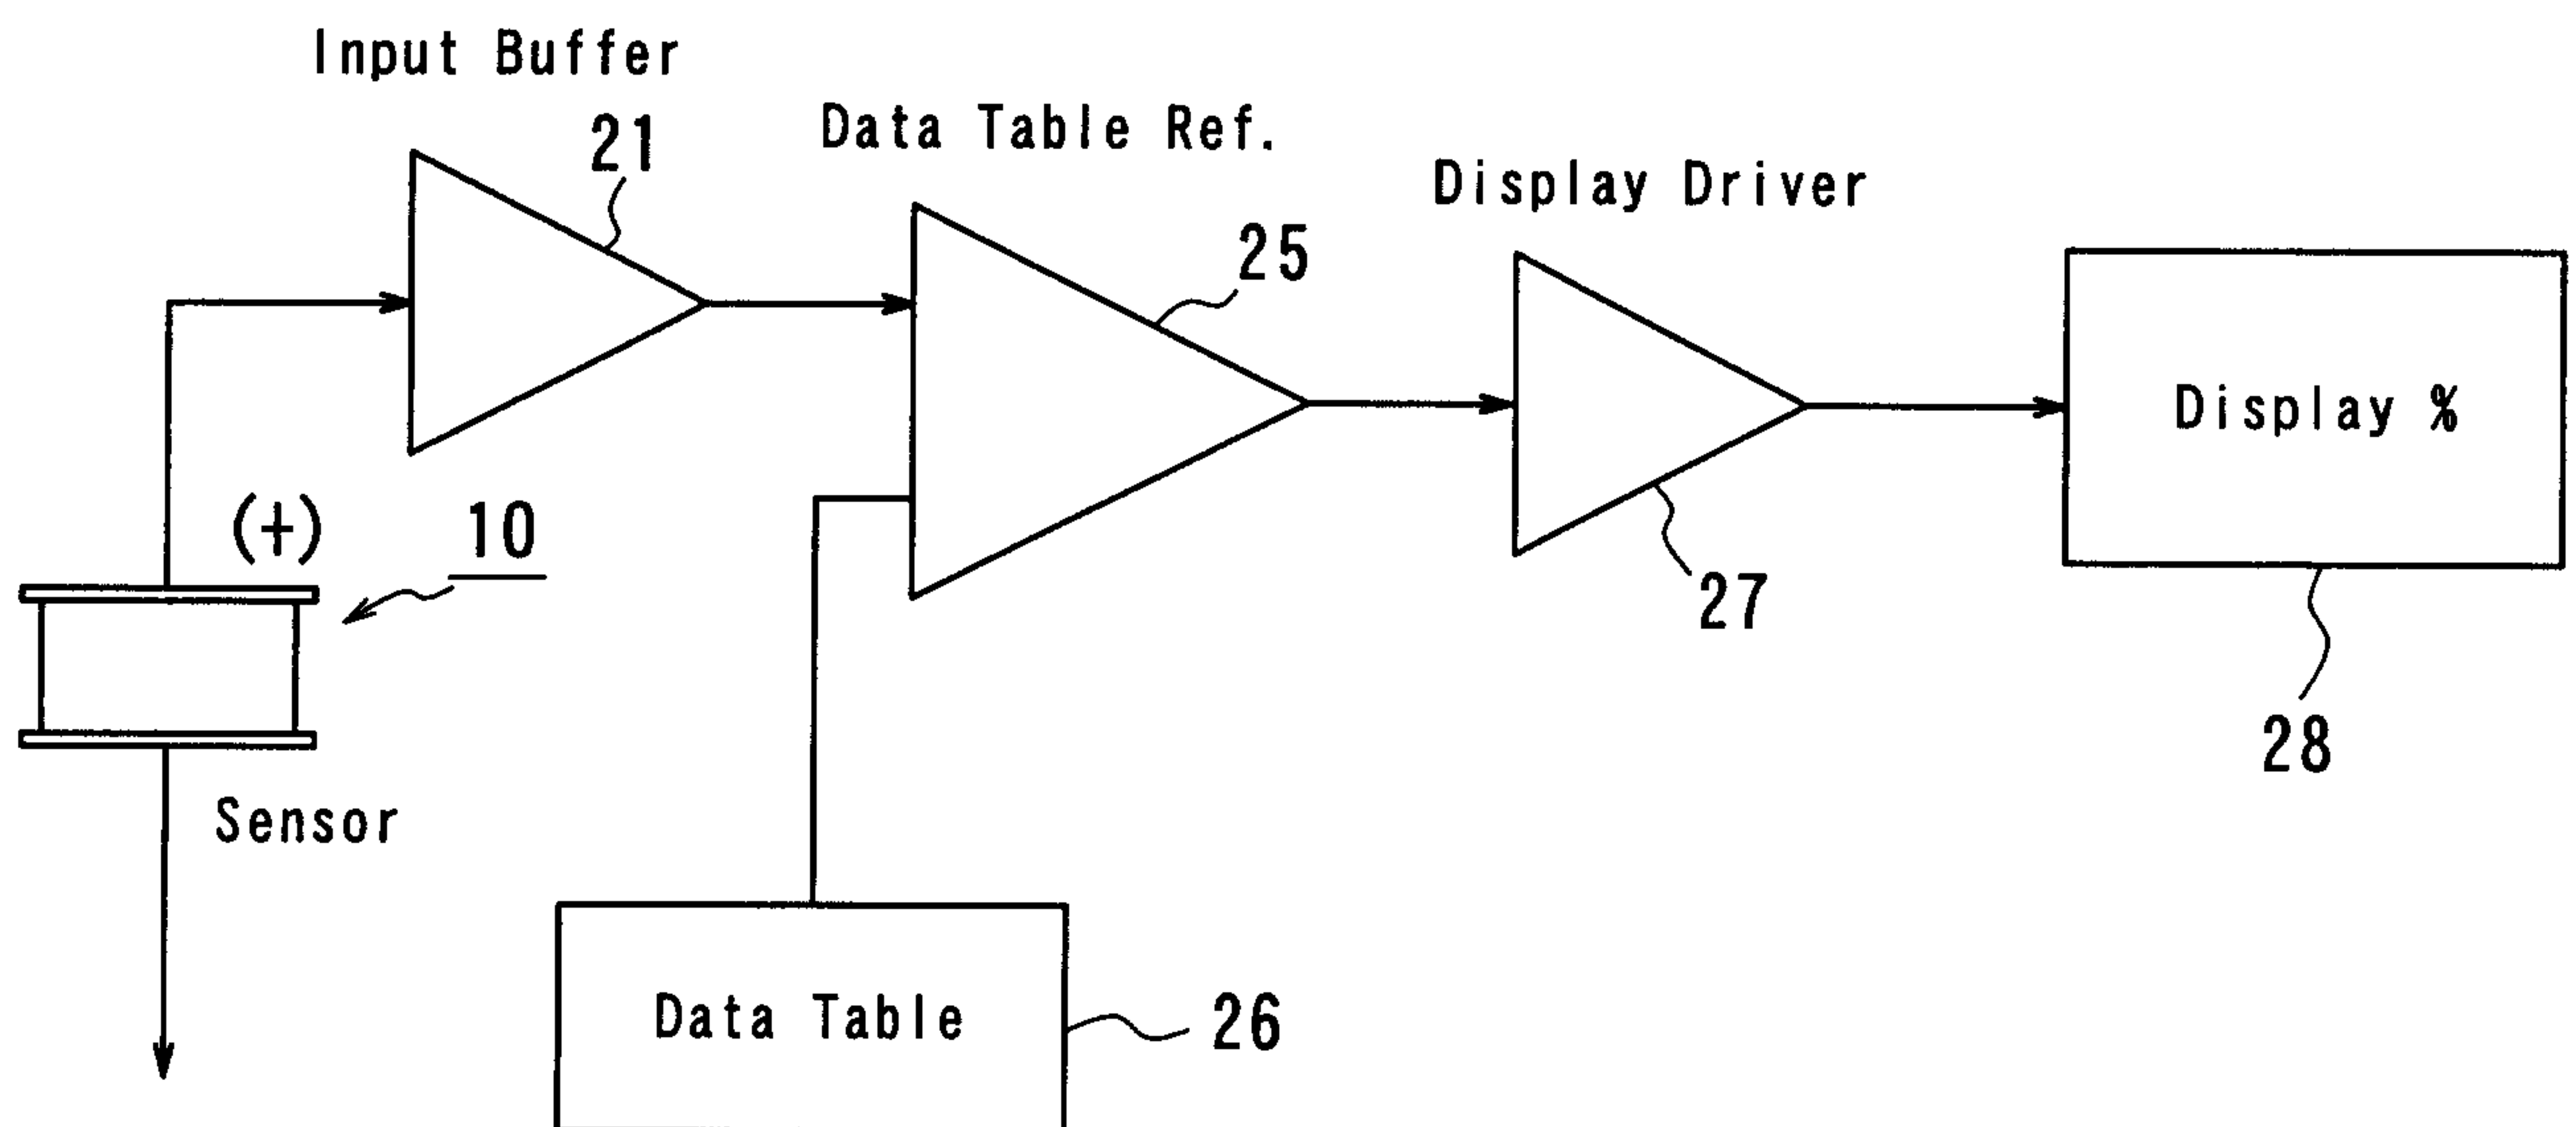 Input Buffer
21
Data Table Ref.
25
Display Driver
27
Display %
28
(+)
10
Sensor
Data Table
26